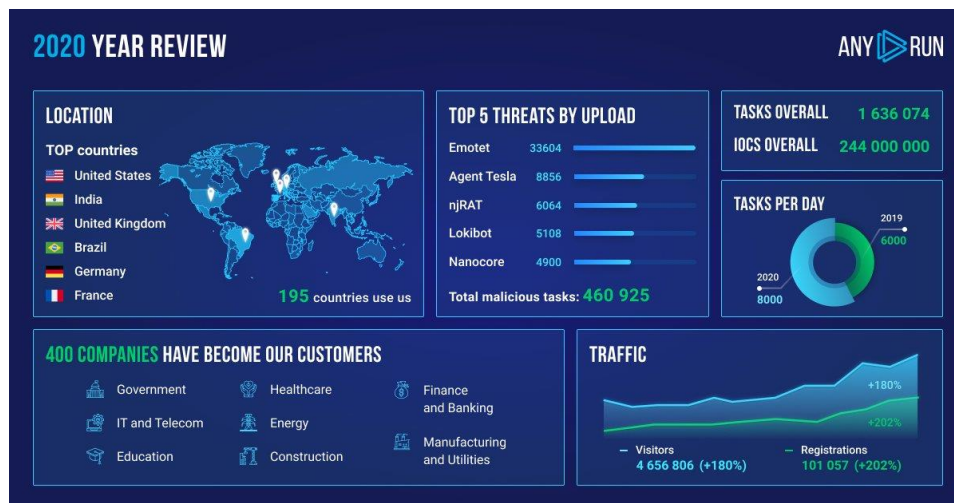 2020 YEAR REVIEW
ANY RUN
LOCATION
TOP countries
United States
India
United Kingdom
Brazil
Germany
France
195 countries use us
TOP 5 THREATS BY UPLOAD
Emotet 33604
Agent Tesla 8856
njRAT 6064
Lokibot 5108
Nanocore 4900
Total malicious tasks: 460 925
TASKS OVERALL 1 636 074
IOCS OVERALL 244 000 000
TASKS PER DAY
2019
6000
2020
8000
400 COMPANIES HAVE BECOME OUR CUSTOMERS
Government
IT and Telecom
Education
Healthcare
Energy
Construction
Finance
and Banking
Manufacturing
and Utilities
TRAFFIC
+180%
+202%
Visitors
4 656 806 (+180%)
Registrations
101 057 (+202%)